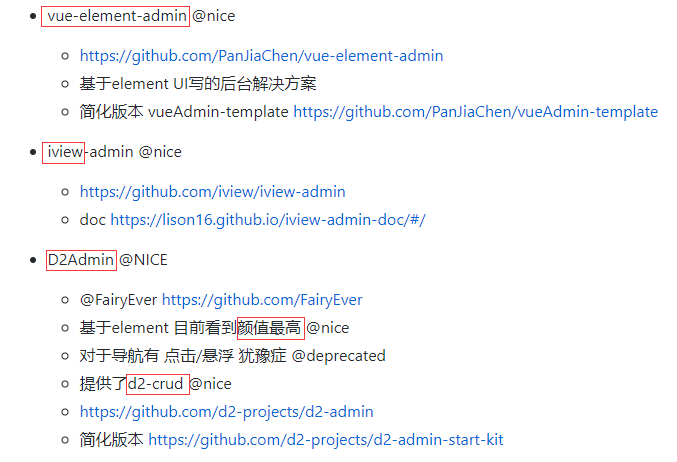 vue-element-admin @nice
https://github.com/PanJiaChen/vue-element-admin
基于element UI写的后台解决方案
简化版本 vueAdmin-template https://github.com/PanJiaChen/vueAdmin-template
iview-admin @nice
https://github.com/iview/iview-admin
doc https://lison16.github.io/iview-admin-doc/#/
D2Admin @NICE
@FairyEver https://github.com/FairyEver
基于element 目前看到颜值最高 @nice
对于导航有 点击/悬浮 犹豫症 @deprecated
提供了d2-crud @nice
https://github.com/d2-projects/d2-admin
简化版本 https://github.com/d2-projects/d2-admin-start-kit